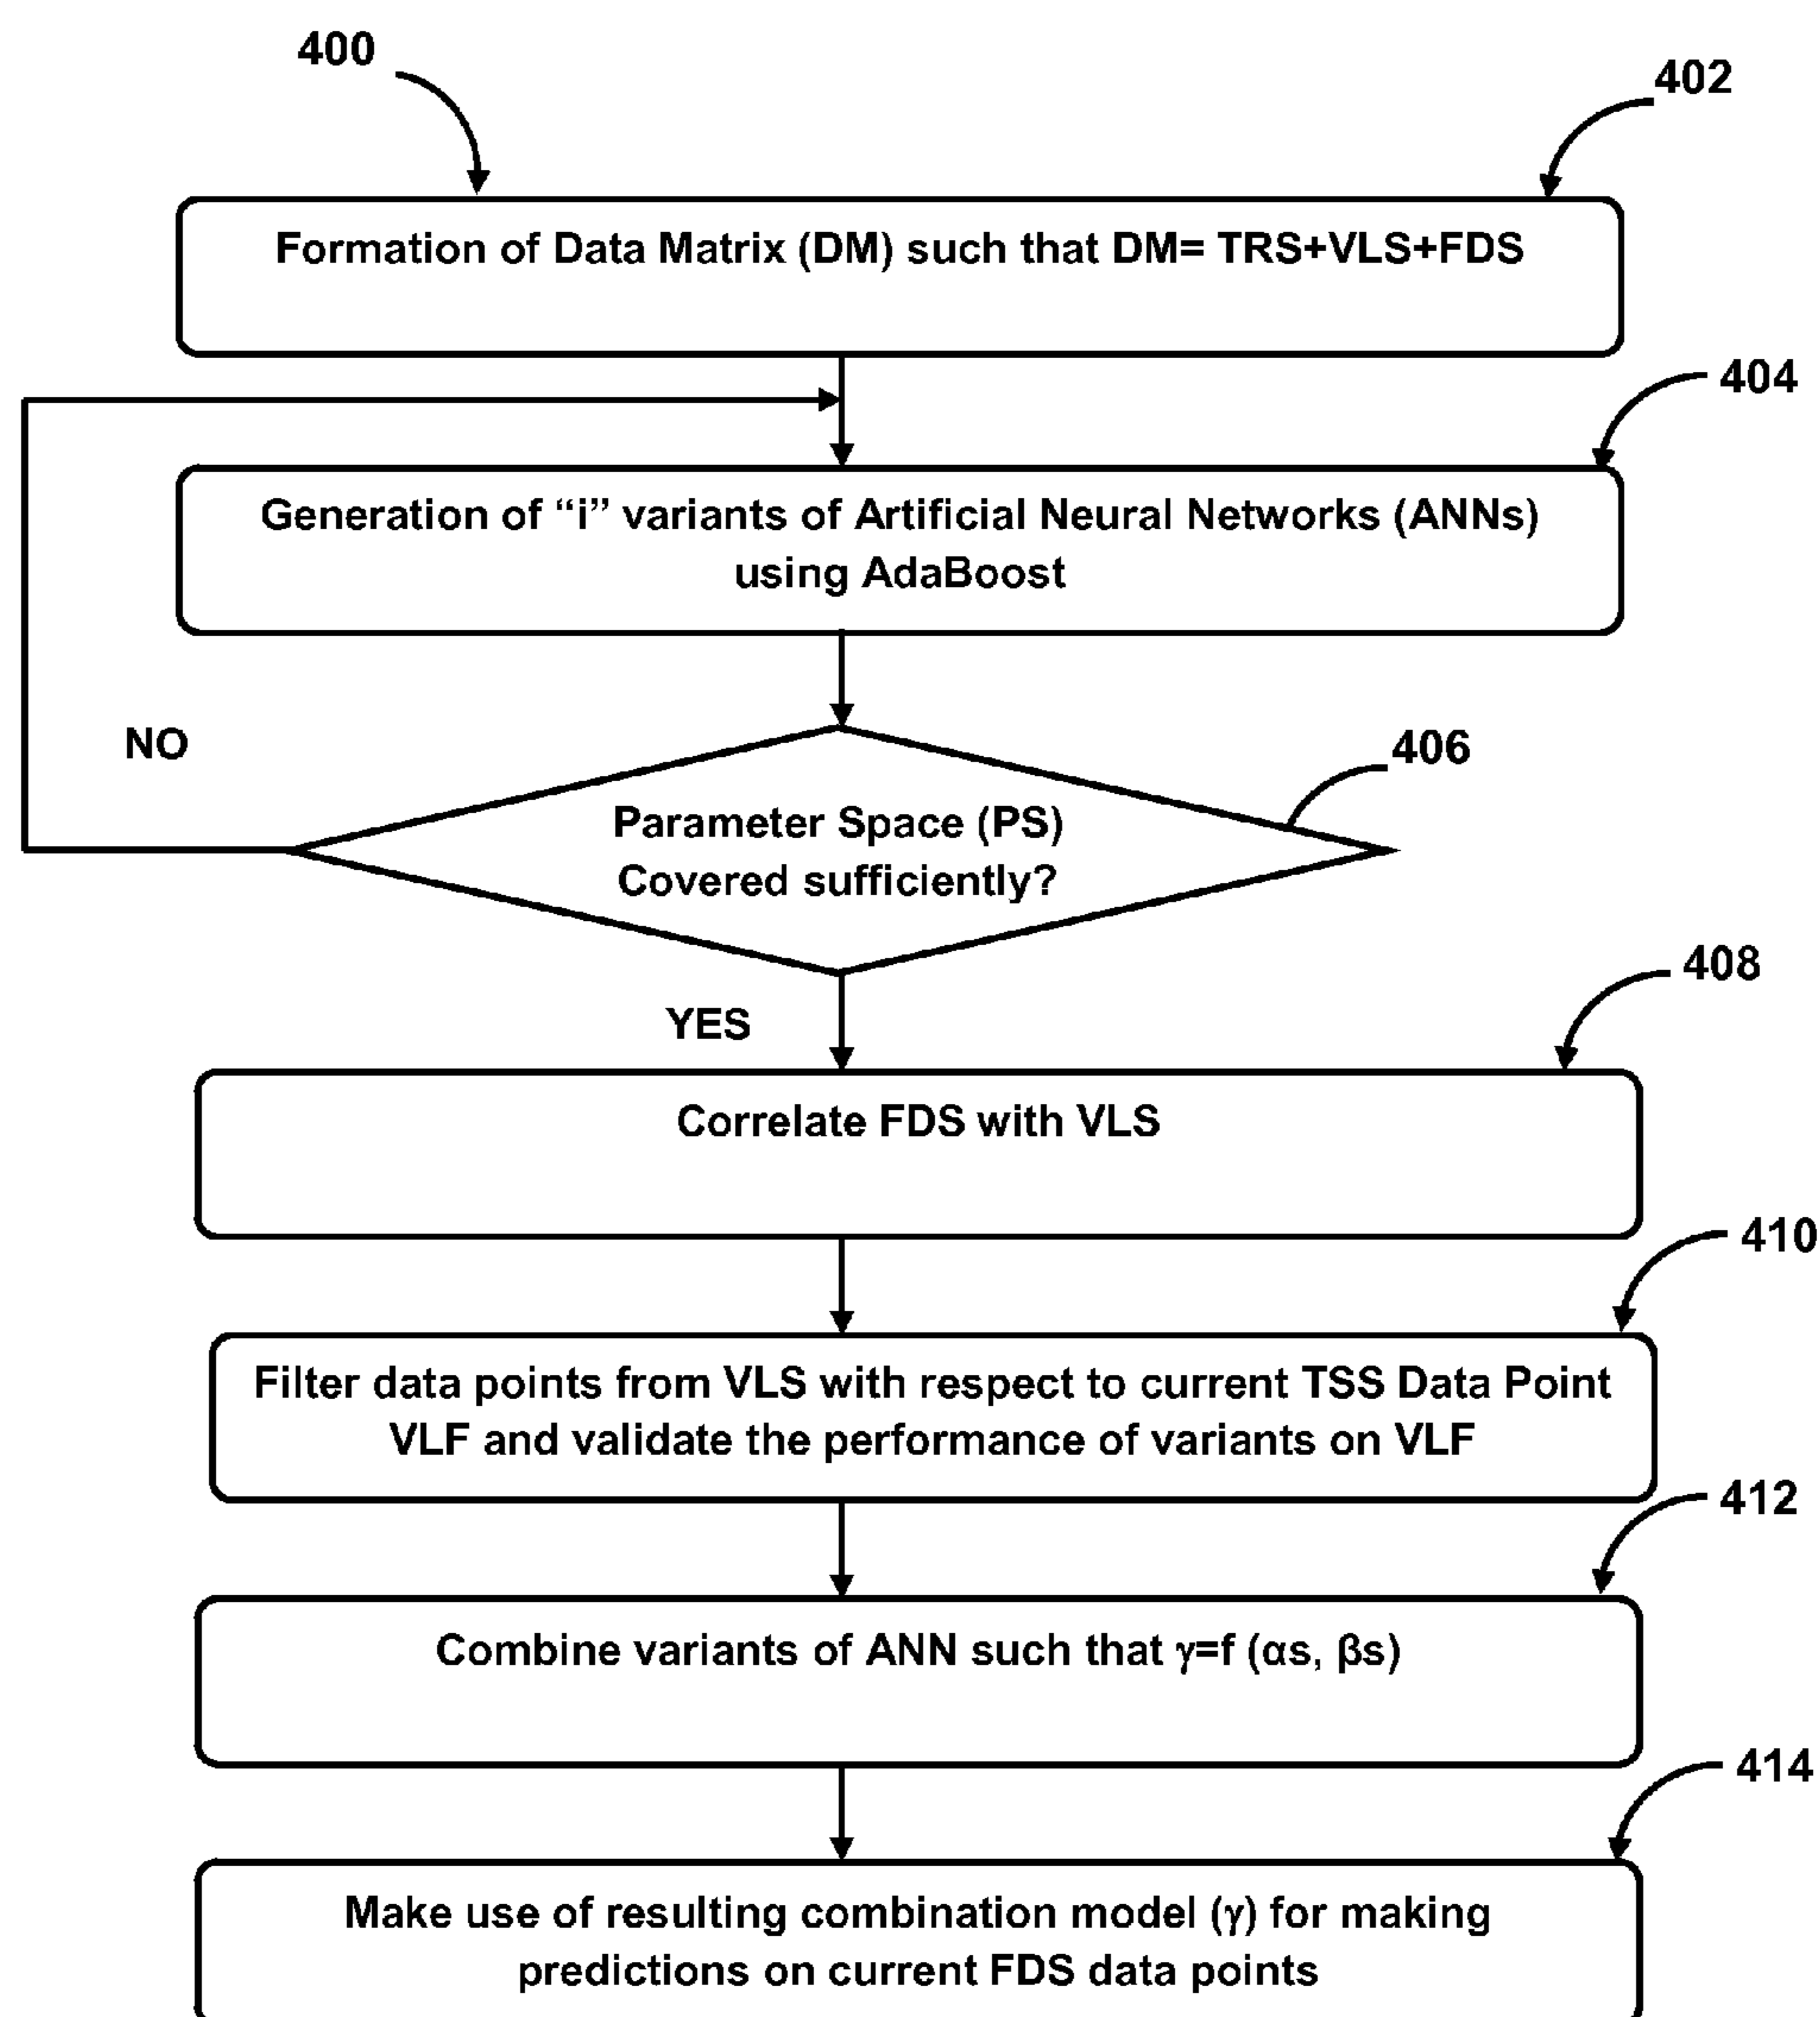 400
402
Formation of Data Matrix (DM) such that DM= TRS+VLS+FDS
404
Generation of “i” variants of Artificial Neural Networks (ANNs)
using AdaBoost
NO
406
Parameter Space (PS)
Covered sufficiently?
408
YES
Correlate FDS with VLS
410
Filter data points from VLS with respect to current TSS Data Point
VLF and validate the performance of variants on VLF
412
Combine variants of ANN such that γ=f (αs, βs)
414
Make use of resulting combination model (γ) for making
predictions on current FDS data points